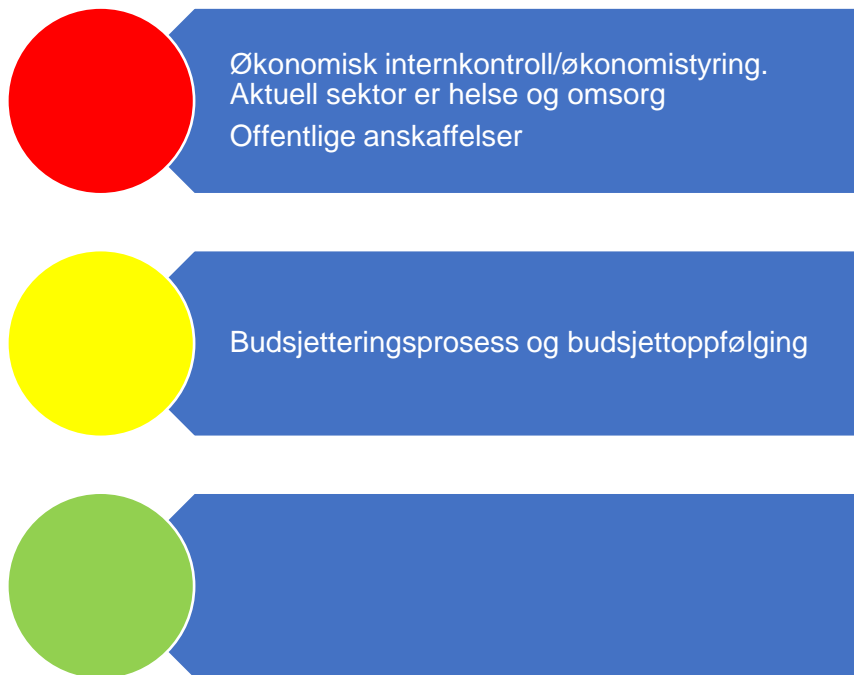 Økonomisk internkontroll/økonomistyring.
Aktuell sektor er helse og omsorg
Offentlige anskaffelser
Budsjetteringsprosess og budsjettoppfølging